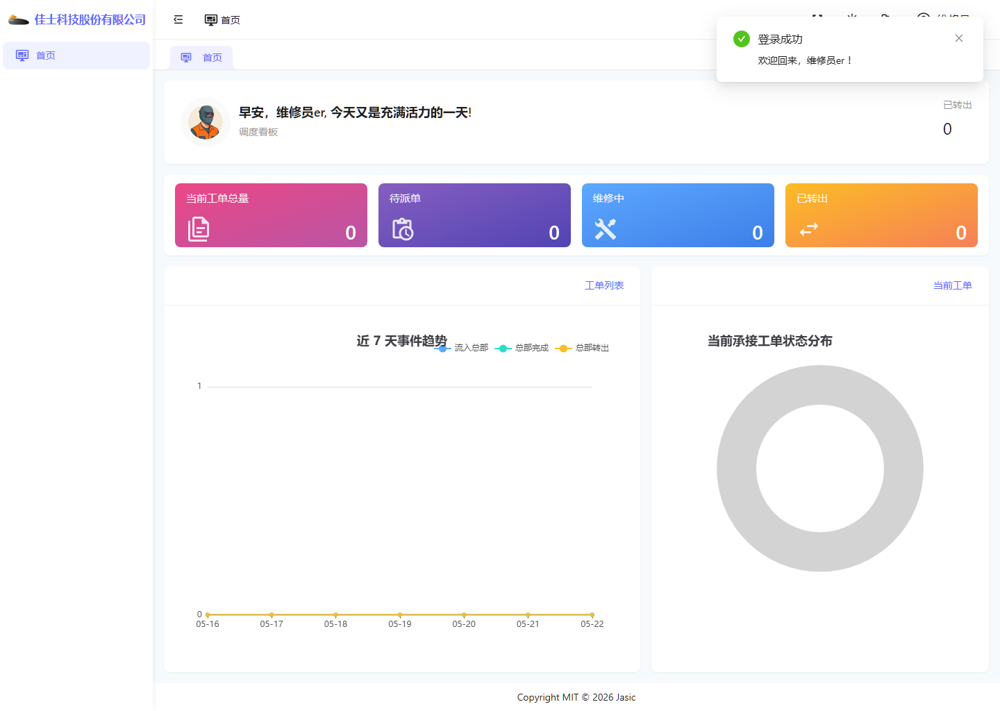 佳士科技股份有限公司
首页
首页
首页
登录成功
欢迎回来，维修员er！
早安，维修员er, 今天又是充满活力的一天!
调度看板
已转出
0
当前工单总量
0
待派单
0
维修中
0
已转出
0
工单列表
近 7 天事件趋势
流入总部
总部完成
总部转出
1
0
05-16
05-17
05-18
05-19
05-20
05-21
05-22
当前工单
当前承接工单状态分布
Copyright MIT © 2026 Jasic